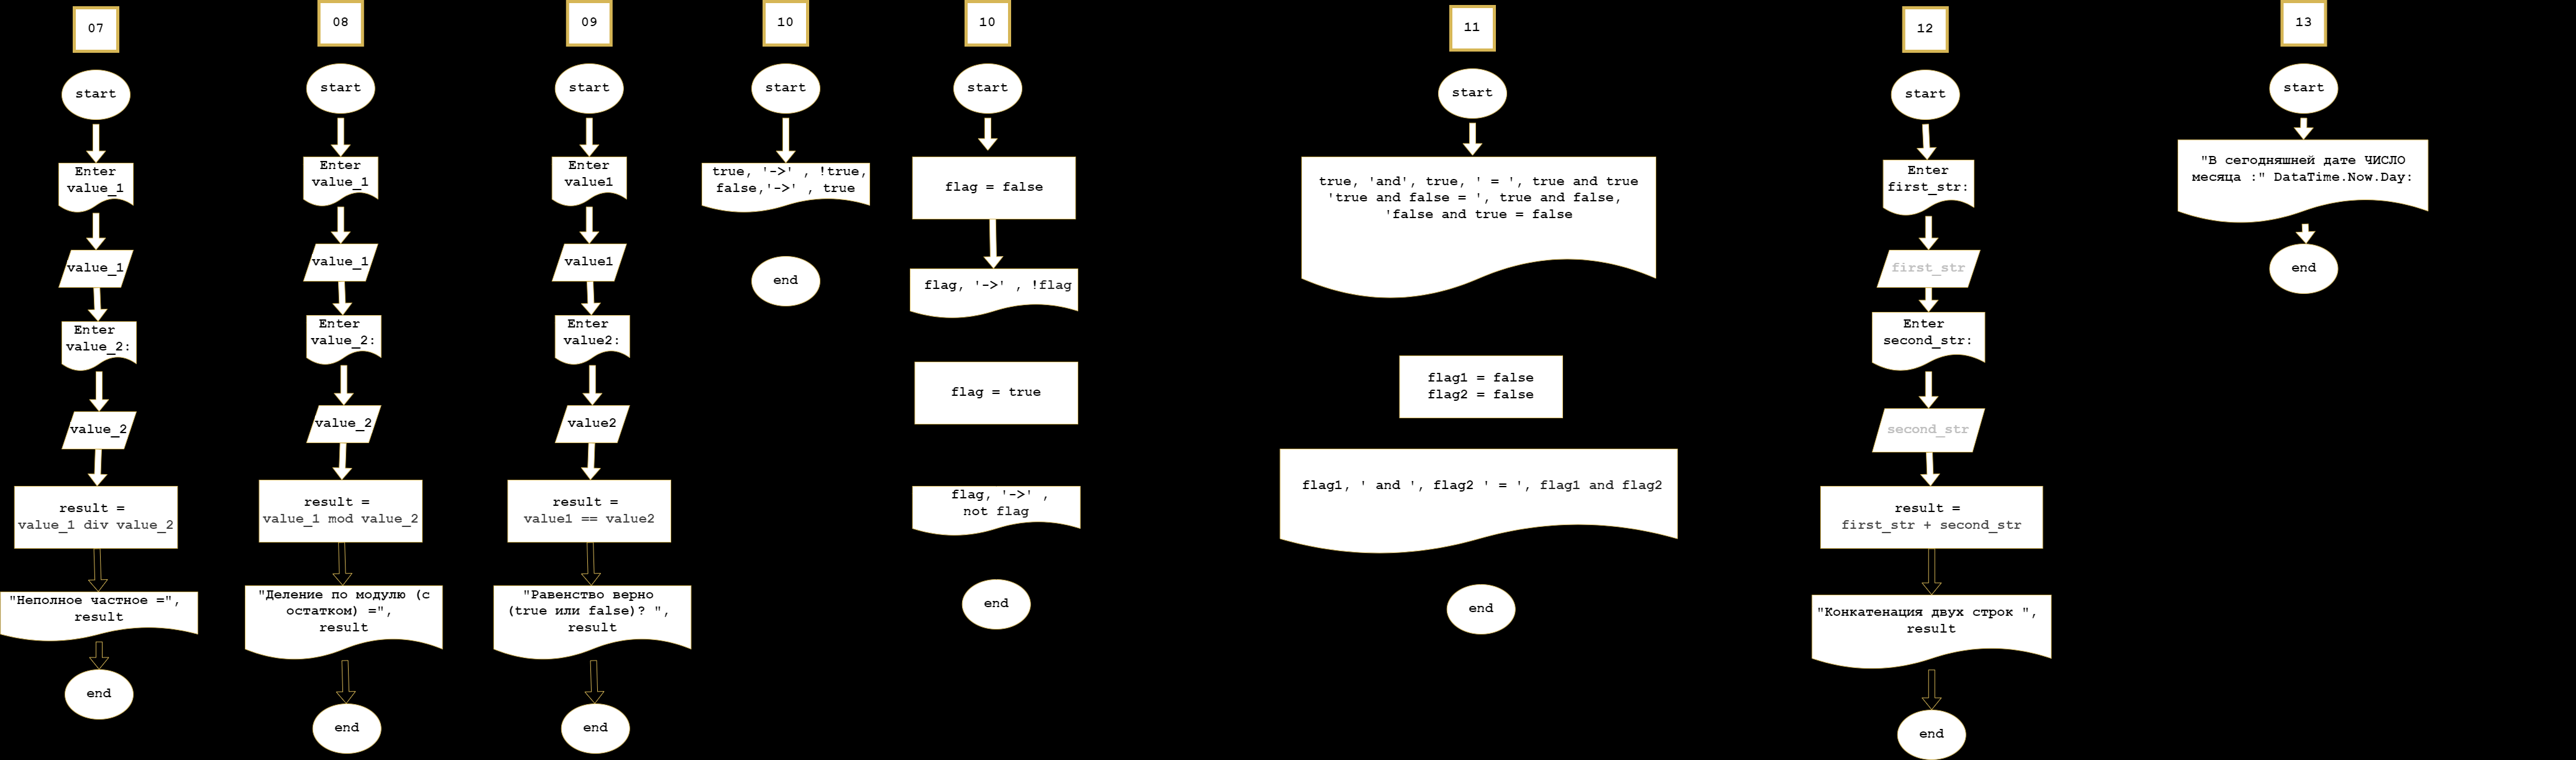 07
start
Enter
value_1
value_1
Enter
value_2:
value_2
result =
value_1 div value_2
"Неполное частное =",
result
end
08
start
Enter
value_1
value_1
Enter
value_2:
value_2
result =
value_1 mod value_2
"Деление по модулю (с
остатком) =",
result
end
09
start
Enter
value1
value1
Enter
value2:
value2
result =
value1 == value2
"Равенство верно
(true или false)? ",
result
end
10
start
true, '->' , !true,
false,'->' , true
end
10
start
flag = false
flag, '->' , !flag
flag = true
flag, '->' ,
not flag
end
11
start
true, 'and', true, ' = ', true and true
'true and false = ', true and false,
'false and true = false
flag1 = false
flag2 = false
flag1, ' and ', flag2 ' = ', flag1 and flag2
end
12
start
Enter
first_str:
first_str
Enter
second_str:
second_str
result =
first_str + second_str
"Конкатенация двух строк ",
result
end
13
start
"В сегодняшней дате ЧИСЛО
месяца :" DataTime.Now.Day:
end